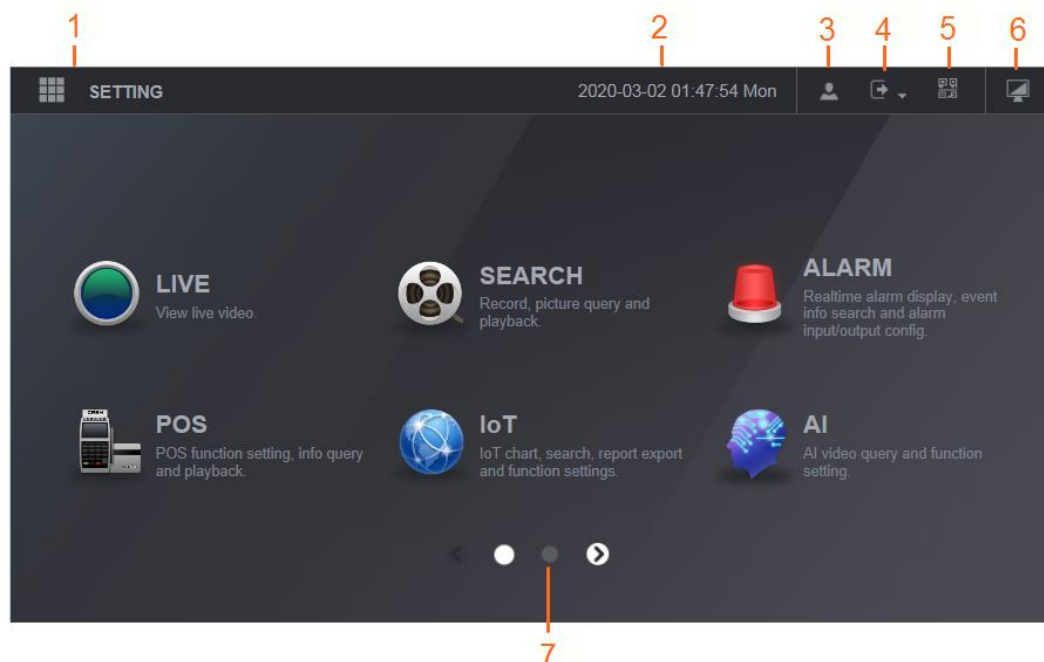 1
2
3
4
5
6
SETTING
2020-03-02 01:47:54 Mon
LIVE
View live video.
SEARCH
Record, picture query and
playback.
ALARM
Realtime alarm display, event
info search and alarm
input/output config.
POS
POS function setting, info query
and playback.
IoT
IoT chart, search, report export
and function settings.
AI
AI video query and function
setting.
7